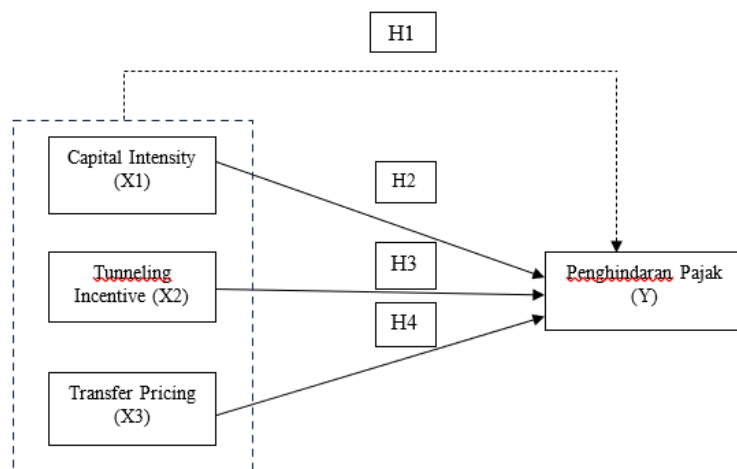 H1
Capital Intensity
(X1)
H2
Tunneling
Incentive (X2)
H3
Penghindaran Pajak
(Y)
H4
Transfer Pricing
(X3)